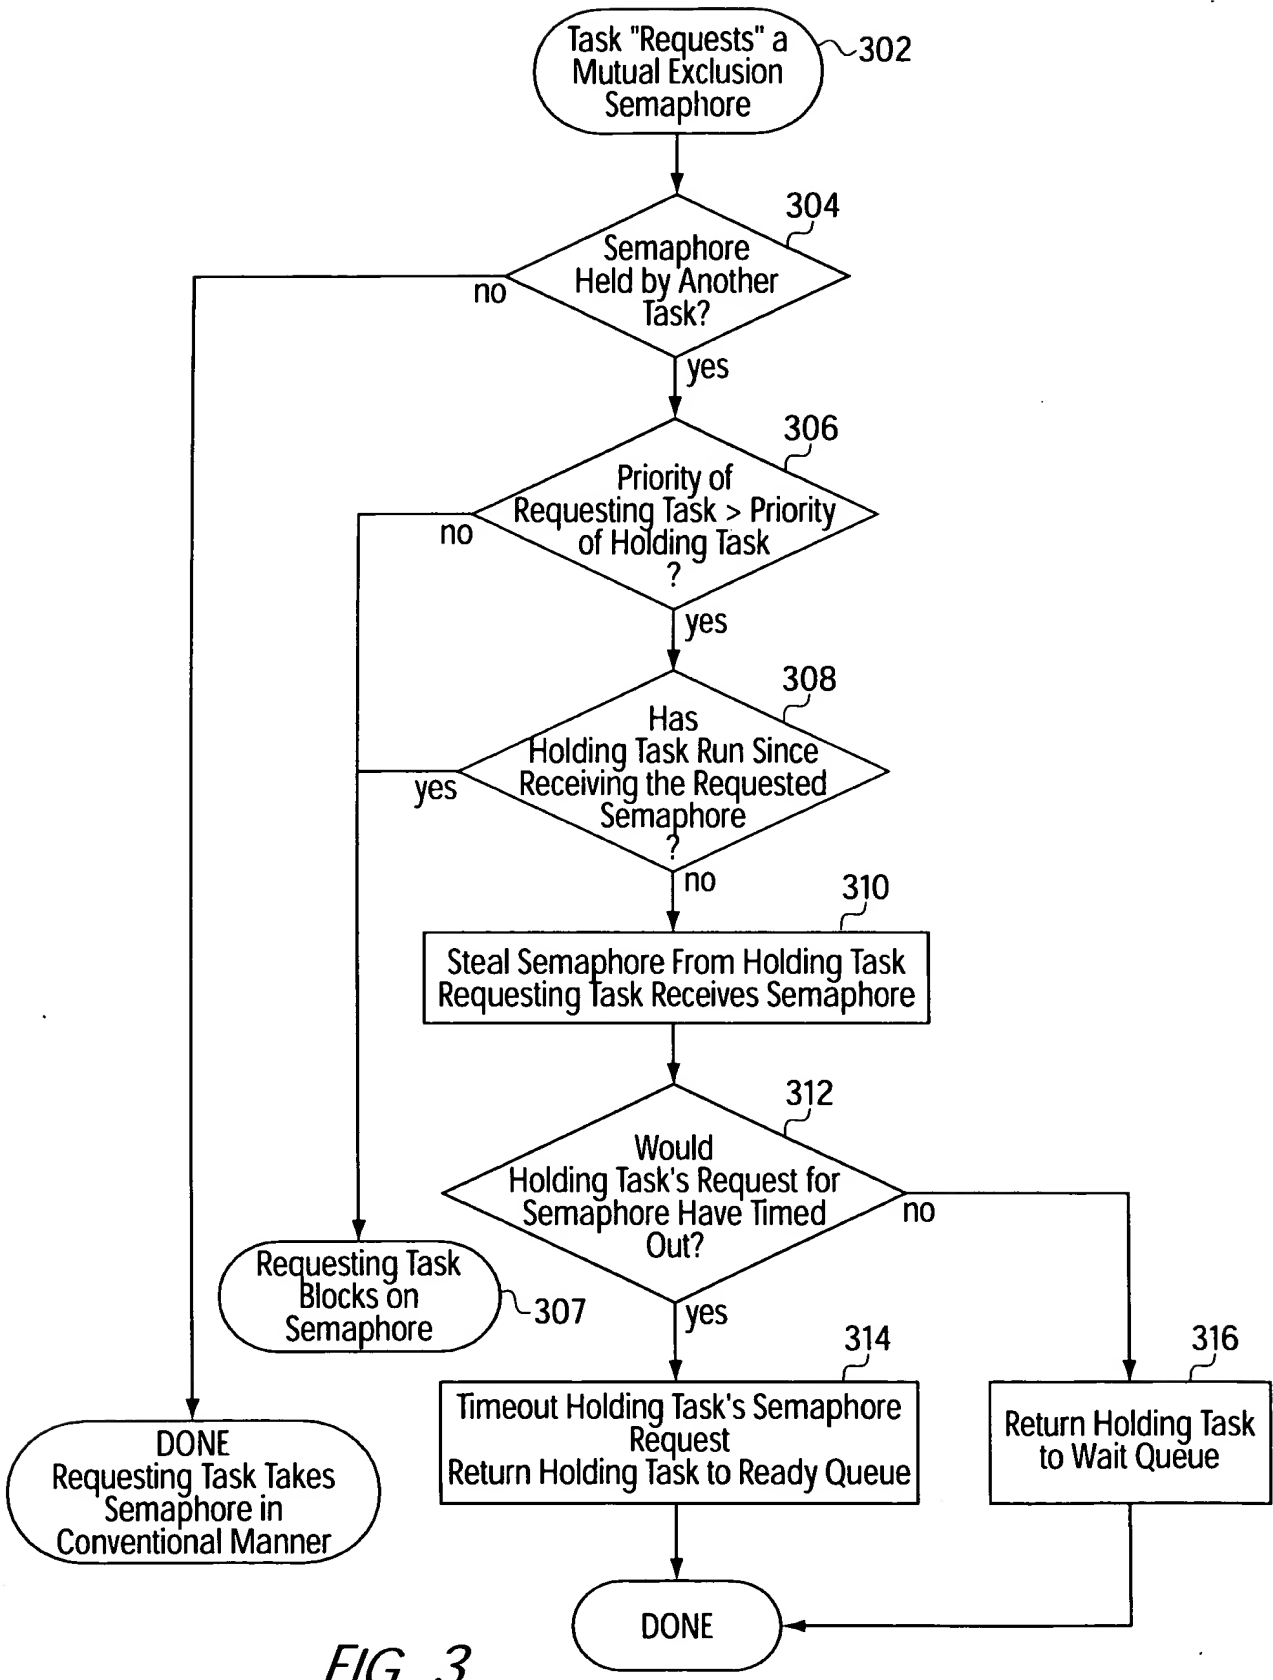 Task "Requests" a
Mutual Exclusion
Semaphore
302
304
Semaphore
Held by Another
Task?
no
yes
306
Priority of
Requesting Task > Priority
of Holding Task
?
no
yes
308
Has
Holding Task Run Since
Receiving the Requested
Semaphore
?
yes
no
310
Steal Semaphore From Holding Task
Requesting Task Receives Semaphore
312
Would
Holding Task's Request for
Semaphore Have Timed
Out?
no
yes
Requesting Task
Blocks on
Semaphore
307
314
Timeout Holding Task's Semaphore
Request
Return Holding Task to Ready Queue
316
Return Holding Task
to Wait Queue
DONE
Requesting Task Takes
Semaphore in
Conventional Manner
DONE
FIG. 3